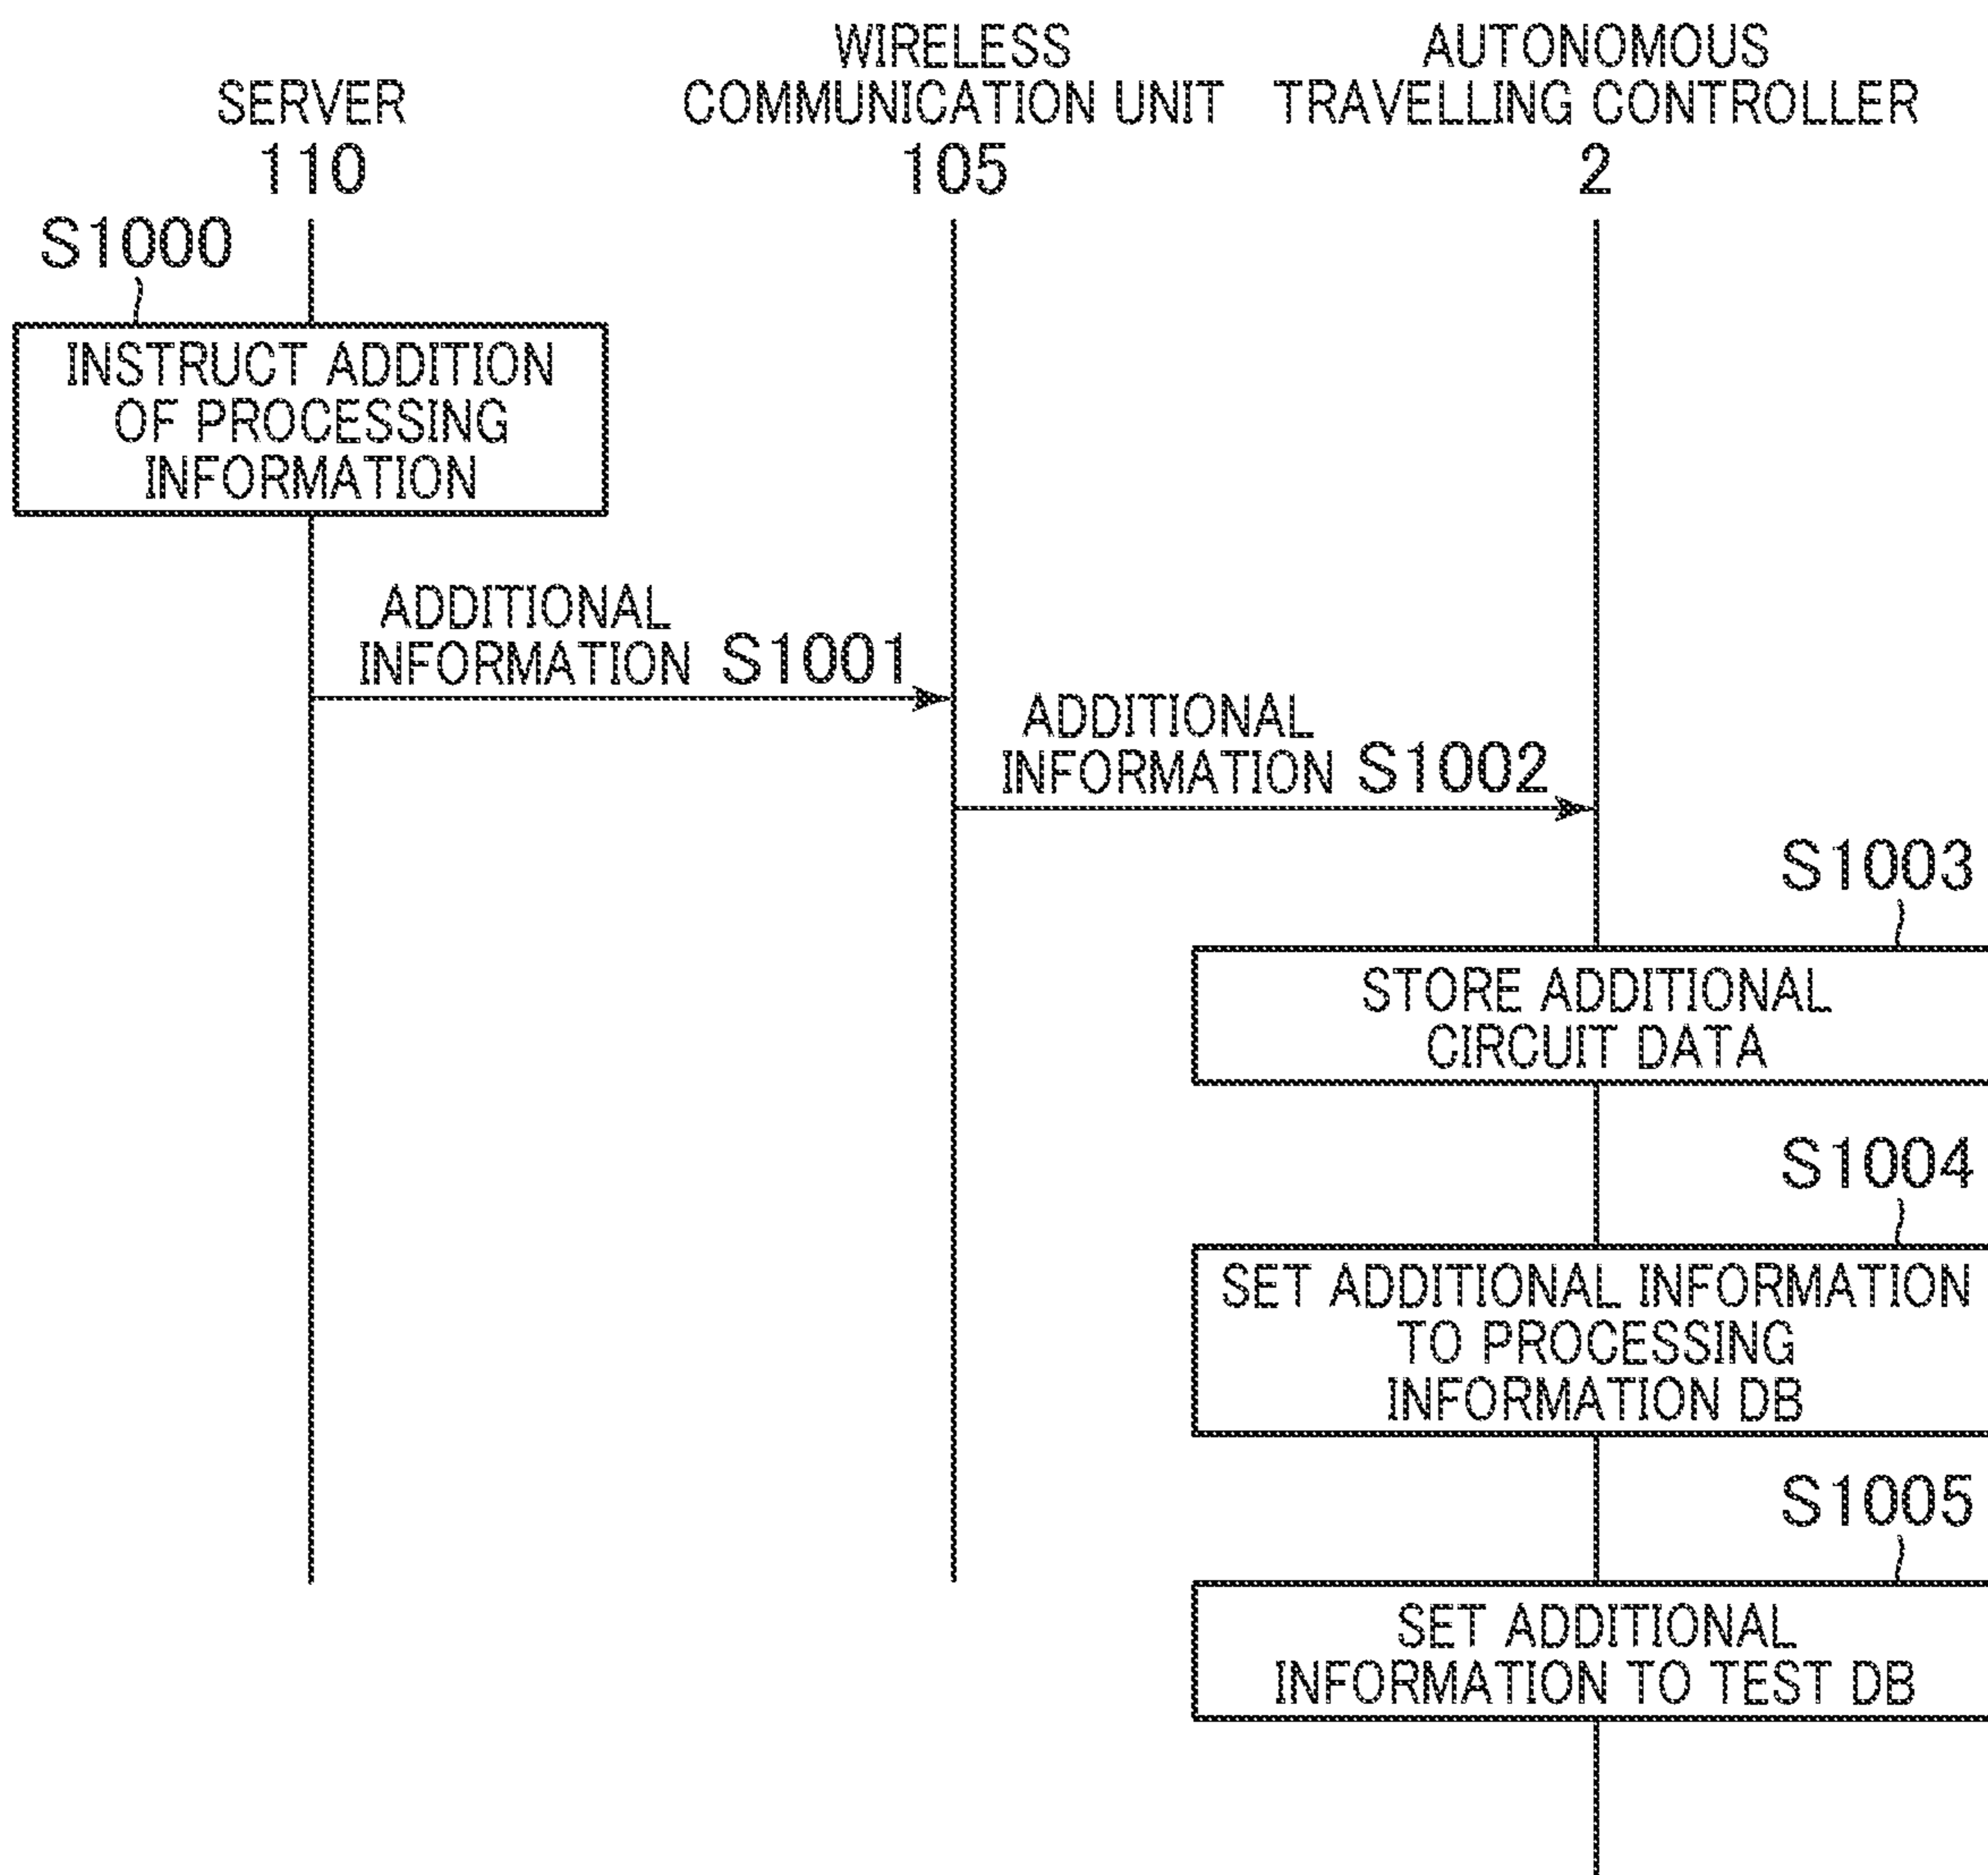 SERVER
110
WIRELESS
COMMUNICATION UNIT
105
AUTONOMOUS
TRAVELLING CONTROLLER
2
S1000
INSTRUCT ADDITION
OF PROCESSING
INFORMATION
ADDITIONAL
INFORMATION S1001
ADDITIONAL
INFORMATION S1002
S1003
STORE ADDITIONAL
CIRCUIT DATA
S1004
SET ADDITIONAL INFORMATION
TO PROCESSING
INFORMATION DB
S1005
SET ADDITIONAL
INFORMATION TO TEST DB